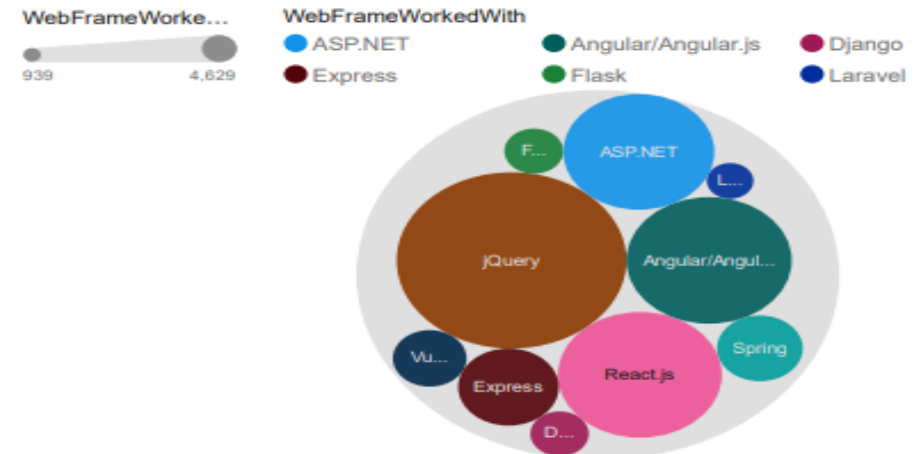 WebFrameWorke...
WebFrameWorkedWith
939
4,629
ASP.NET
Angular/Angular.js
Django
Express
Flask
Laravel
F...
ASP.NET
L...
jQuery
Angular/Angul...
Vu...
Spring
React.js
Express
D...